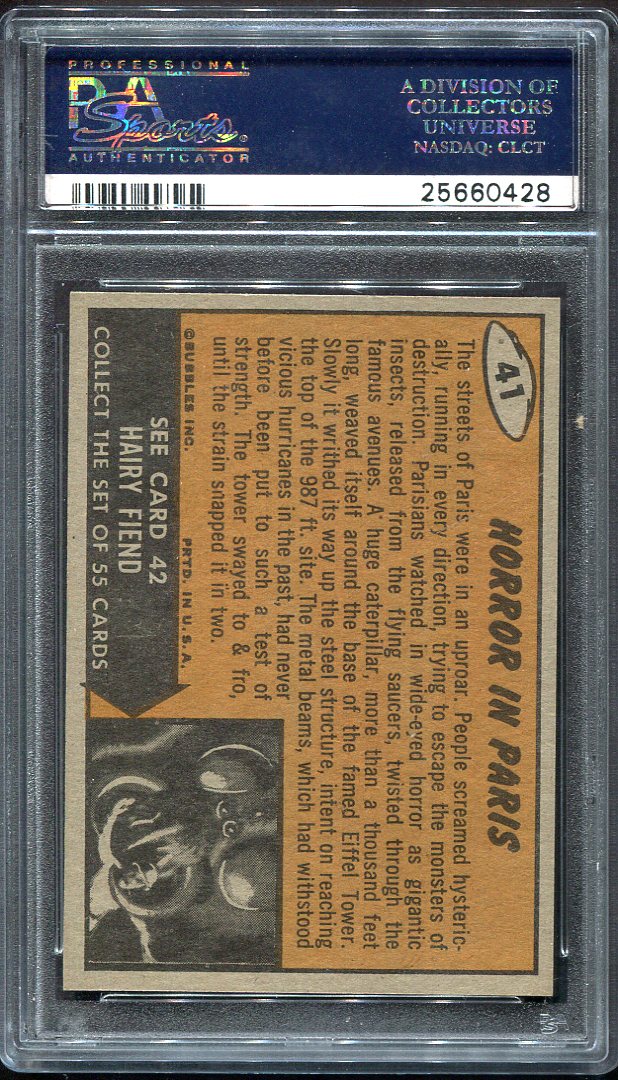 PROFESSIONAL
PSA
Sports
AUTHENTICATOR
A DIVISION OF
COLLECTORS
UNIVERSE
NASDAQ: CLCT
25660428
41
HORROR IN PARIS
The streets of Paris were in an uproar. People screamed hysteric-
ally, running in every direction, trying to escape the monsters of
destruction. Parisians watched in wide-eyed horror as gigantic
insects, released from the flying saucers, twisted through the
famous avenues. A huge caterpillar, more than a thousand feet
long, weaved itself around the base of the famed Eiffel Tower.
Slowly it writhed its way up the steel structure, intent on reaching
the top of the 987 ft. site. The metal beams, which had withstood
vicious hurricanes in the past, had never
before been put to such a test of
strength. The tower swayed to & fro,
until the strain snapped it in two.
©BUBBLES INC. PRTD. IN U.S.A.
SEE CARD 42
HAIRY FIEND
COLLECT THE SET OF 55 CARDS